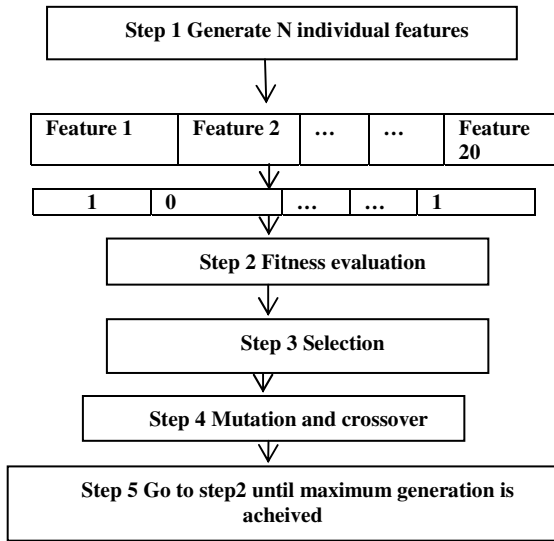 Step 1 Generate N individual features
Feature 1 Feature 2 … … Feature
20
1 0 … … 1
Step 2 Fitness evaluation
Step 3 Selection
Step 4 Mutation and crossover
Step 5 Go to step2 until maximum generation is
acheived